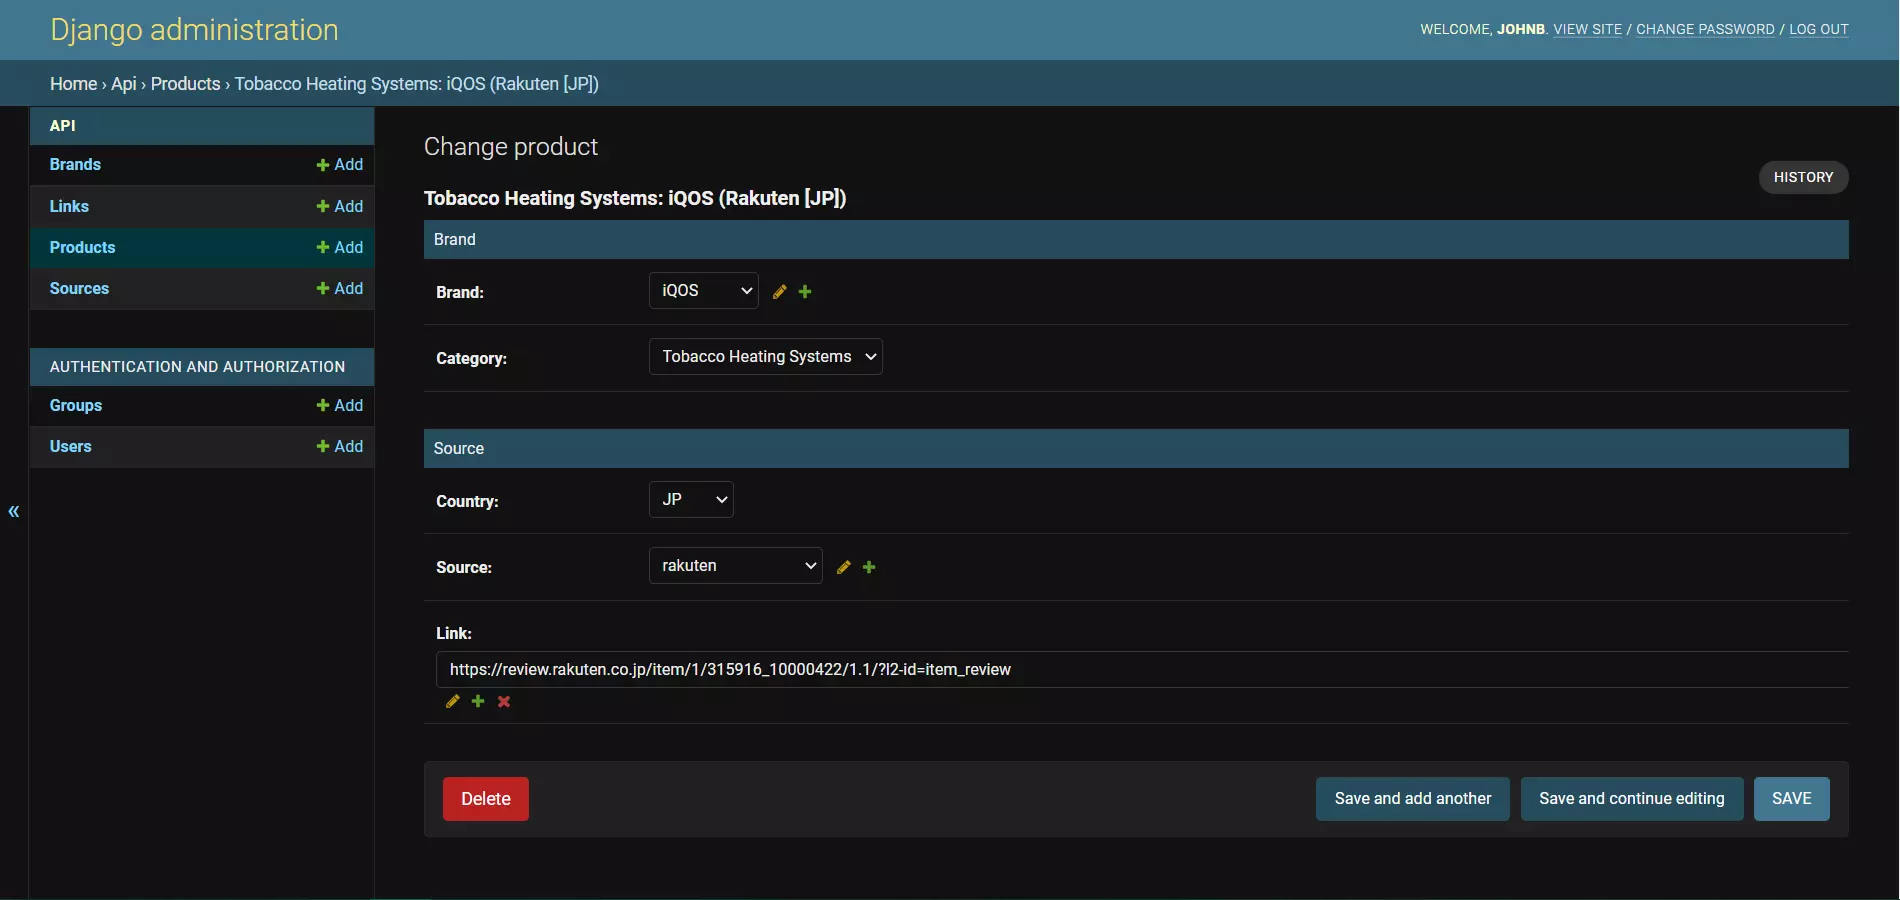 Django administration
WELCOME, JOHNB. VIEW SITE / CHANGE PASSWORD / LOG OUT
Home › Api › Products › Tobacco Heating Systems: iQOS (Rakuten [JP])
API
Brands + Add
Links + Add
Products + Add
Sources + Add
AUTHENTICATION AND AUTHORIZATION
Groups + Add
Users + Add
«
Change product
HISTORY
Tobacco Heating Systems: iQOS (Rakuten [JP])
Brand
Brand: iQOS
Category: Tobacco Heating Systems
Source
Country: JP
Source: rakuten
Link:
https://review.rakuten.co.jp/item/1/315916_10000422/1.1/?l2-id=item_review
Delete Save and add another Save and continue editing SAVE